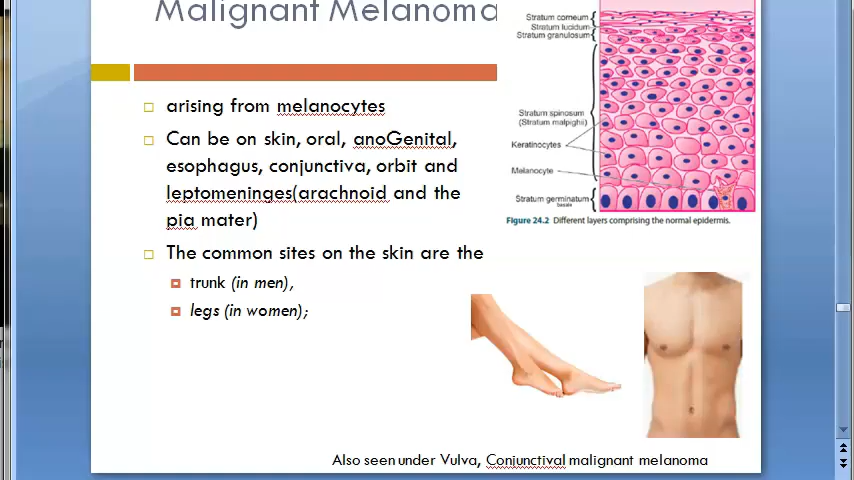 Malignant Melanoma
arising from melanocytes
Can be on skin, oral, anoGenital,
esophagus, conjunctiva, orbit and
leptomeninges(arachnoid and the
pia mater)
The common sites on the skin are the
trunk (in men),
legs (in women);
Stratum corneum
Stratum lucidum
Stratum granulosum
Stratum spinosum
(Stratum malpighi)
Keratinocytes
Melanocyte
Stratum germinatum
basale
Figure 24.2 Different layers comprising the normal epidermis.
Also seen under Vulva, Conjunctival malignant melanoma